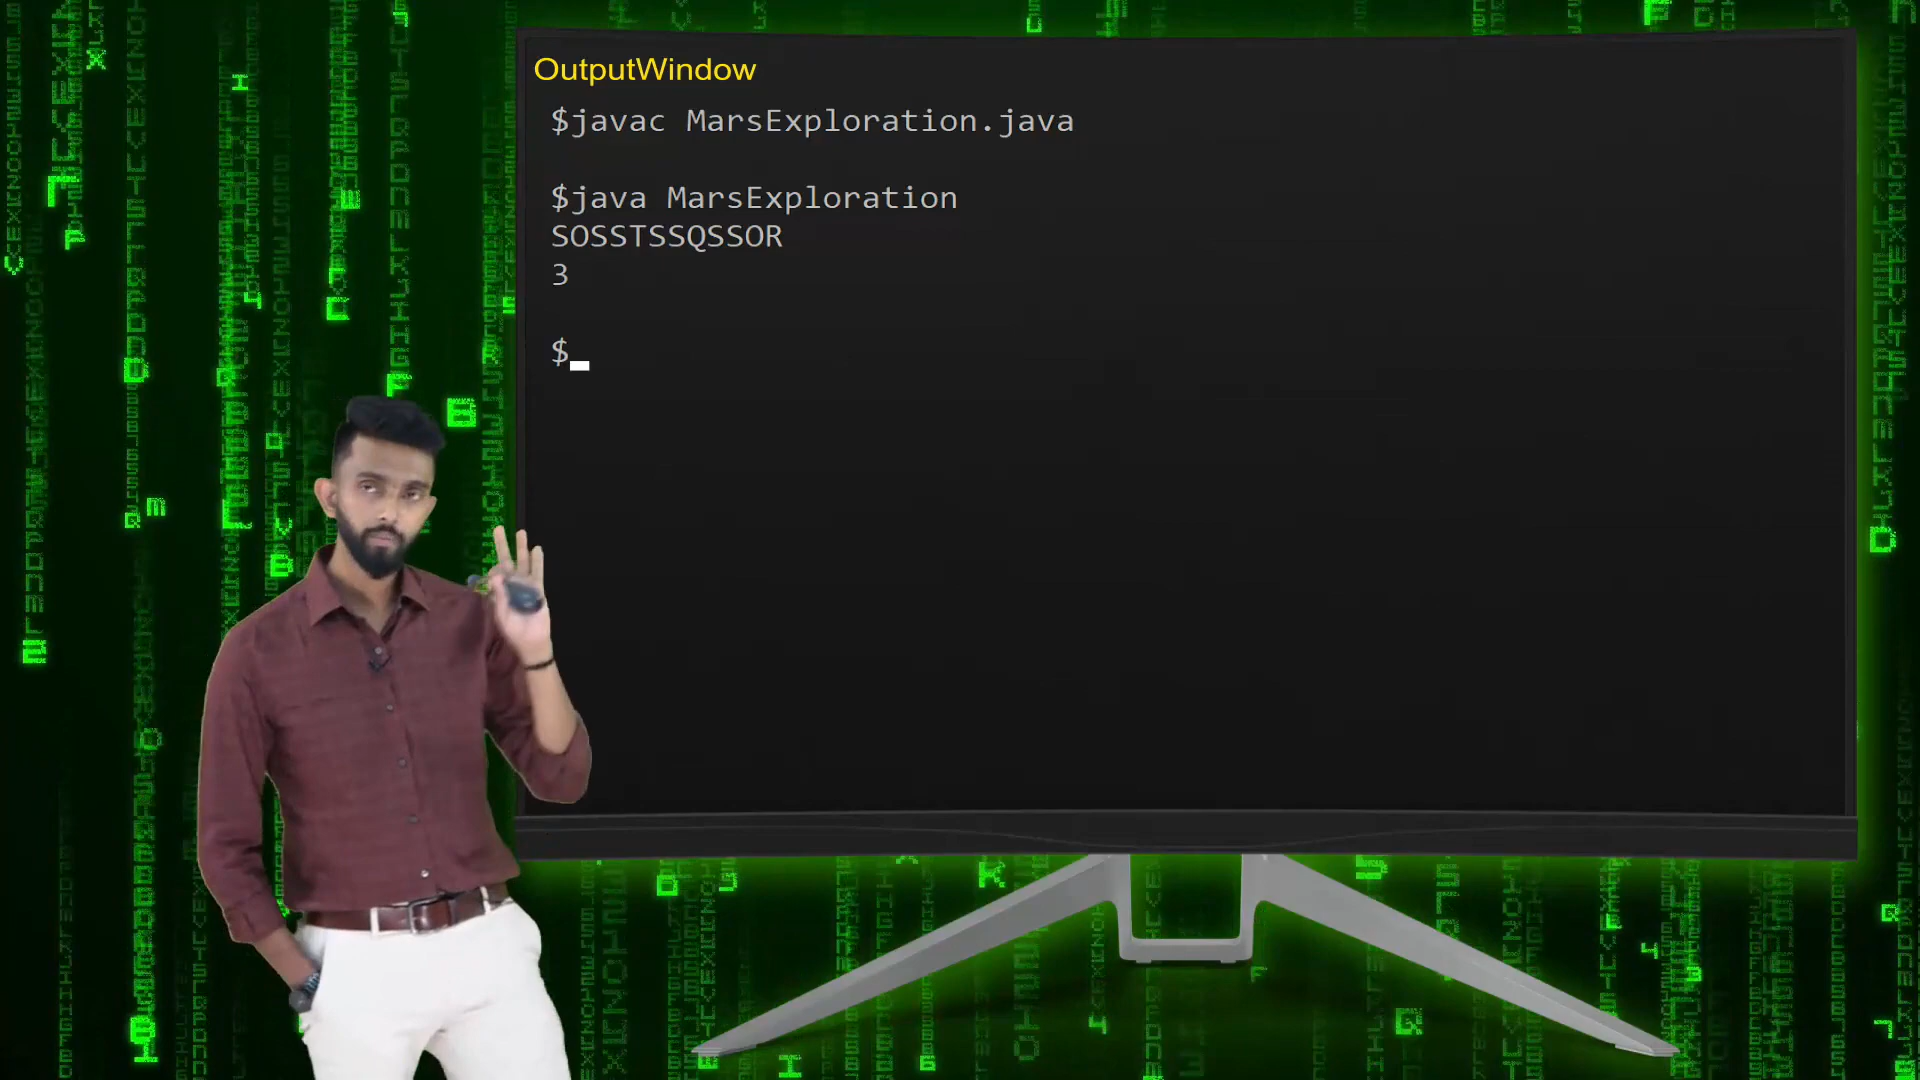 OutputWindow
$javac MarsExploration.java
$java MarsExploration
SOSSTSSQSSOR
3
$